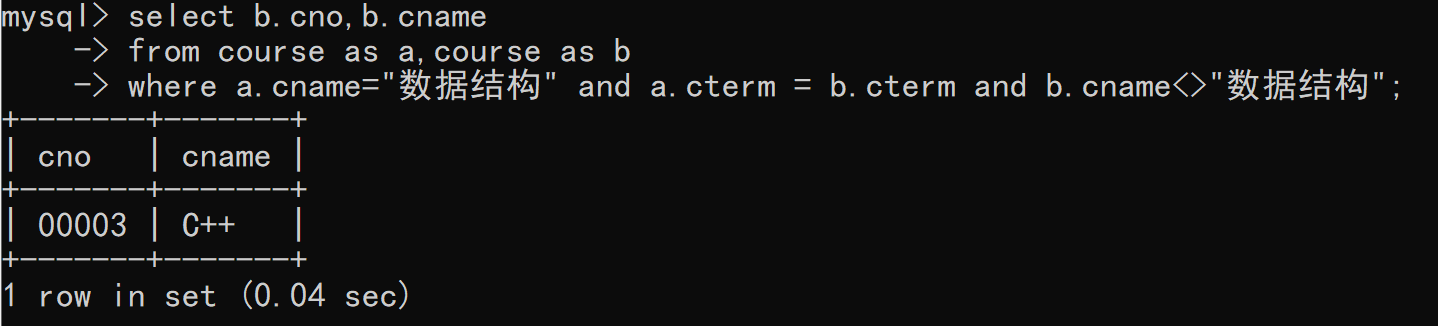 mysql> select b.cno,b.cname
    -> from course as a,course as b
    -> where a.cname="数据结构" and a.cterm = b.cterm and b.cname<>"数据结构";
+-------+-------+
| cno   | cname |
+-------+-------+
| 00003 | C++   |
+-------+-------+
1 row in set (0.04 sec)